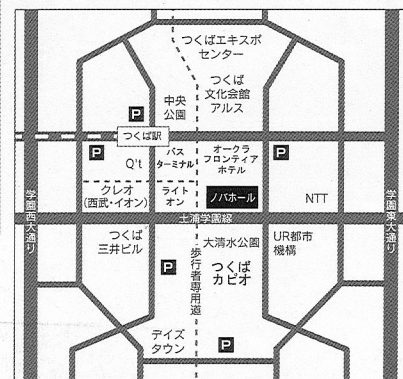 つくばエキスポ
センター
つくば
文化会館
アルス
中央
公園
P
つくば駅
P
Q't
バス
ターミナル
オークラ
フロンティア
ホテル
P
クレオ
(西武・イオン)
ライト
オン
ノバホール
NTT
学園西大通り
学園東大通り
土浦学園線
つくば
三井ビル
歩行者専用道
大清水公園
つくば
カピオ
UR都市
機構
P
デイズ
タウン
P